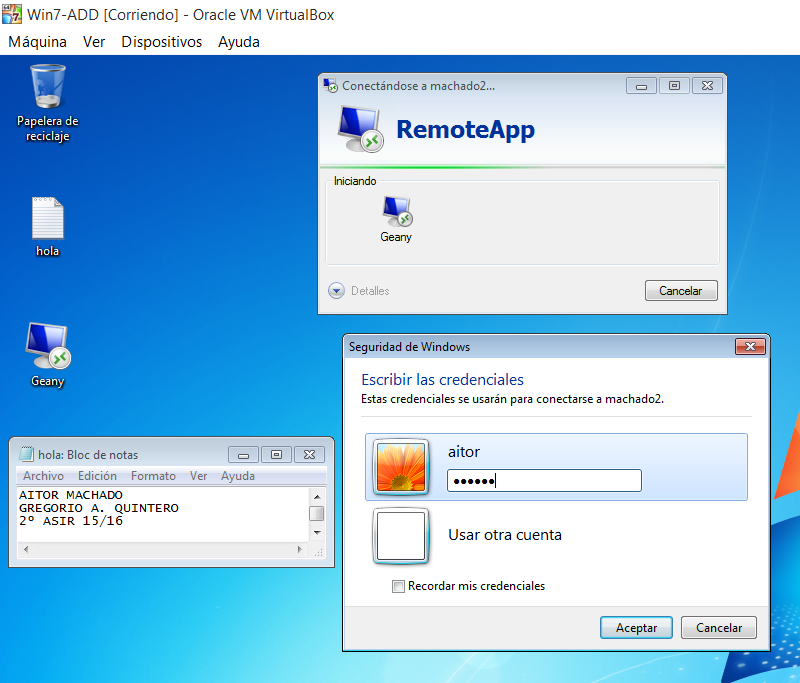 Win7-ADD [Corriendo] - Oracle VM VirtualBox
Máquina Ver Dispositivos Ayuda
Papelera de
reciclaje
hola
Geany
Conectándose a machado2...
RemoteApp
Iniciando
Geany
Detalles
Cancelar
Seguridad de Windows
Escribir las credenciales
Estas credenciales se usarán para conectarse a machado2.
aitor
••••••
Usar otra cuenta
Recordar mis credenciales
Aceptar Cancelar
hola: Bloc de notas
Archivo Edición Formato Ver Ayuda
AITOR MACHADO
GREGORIO A. QUINTERO
2º ASIR 15/16